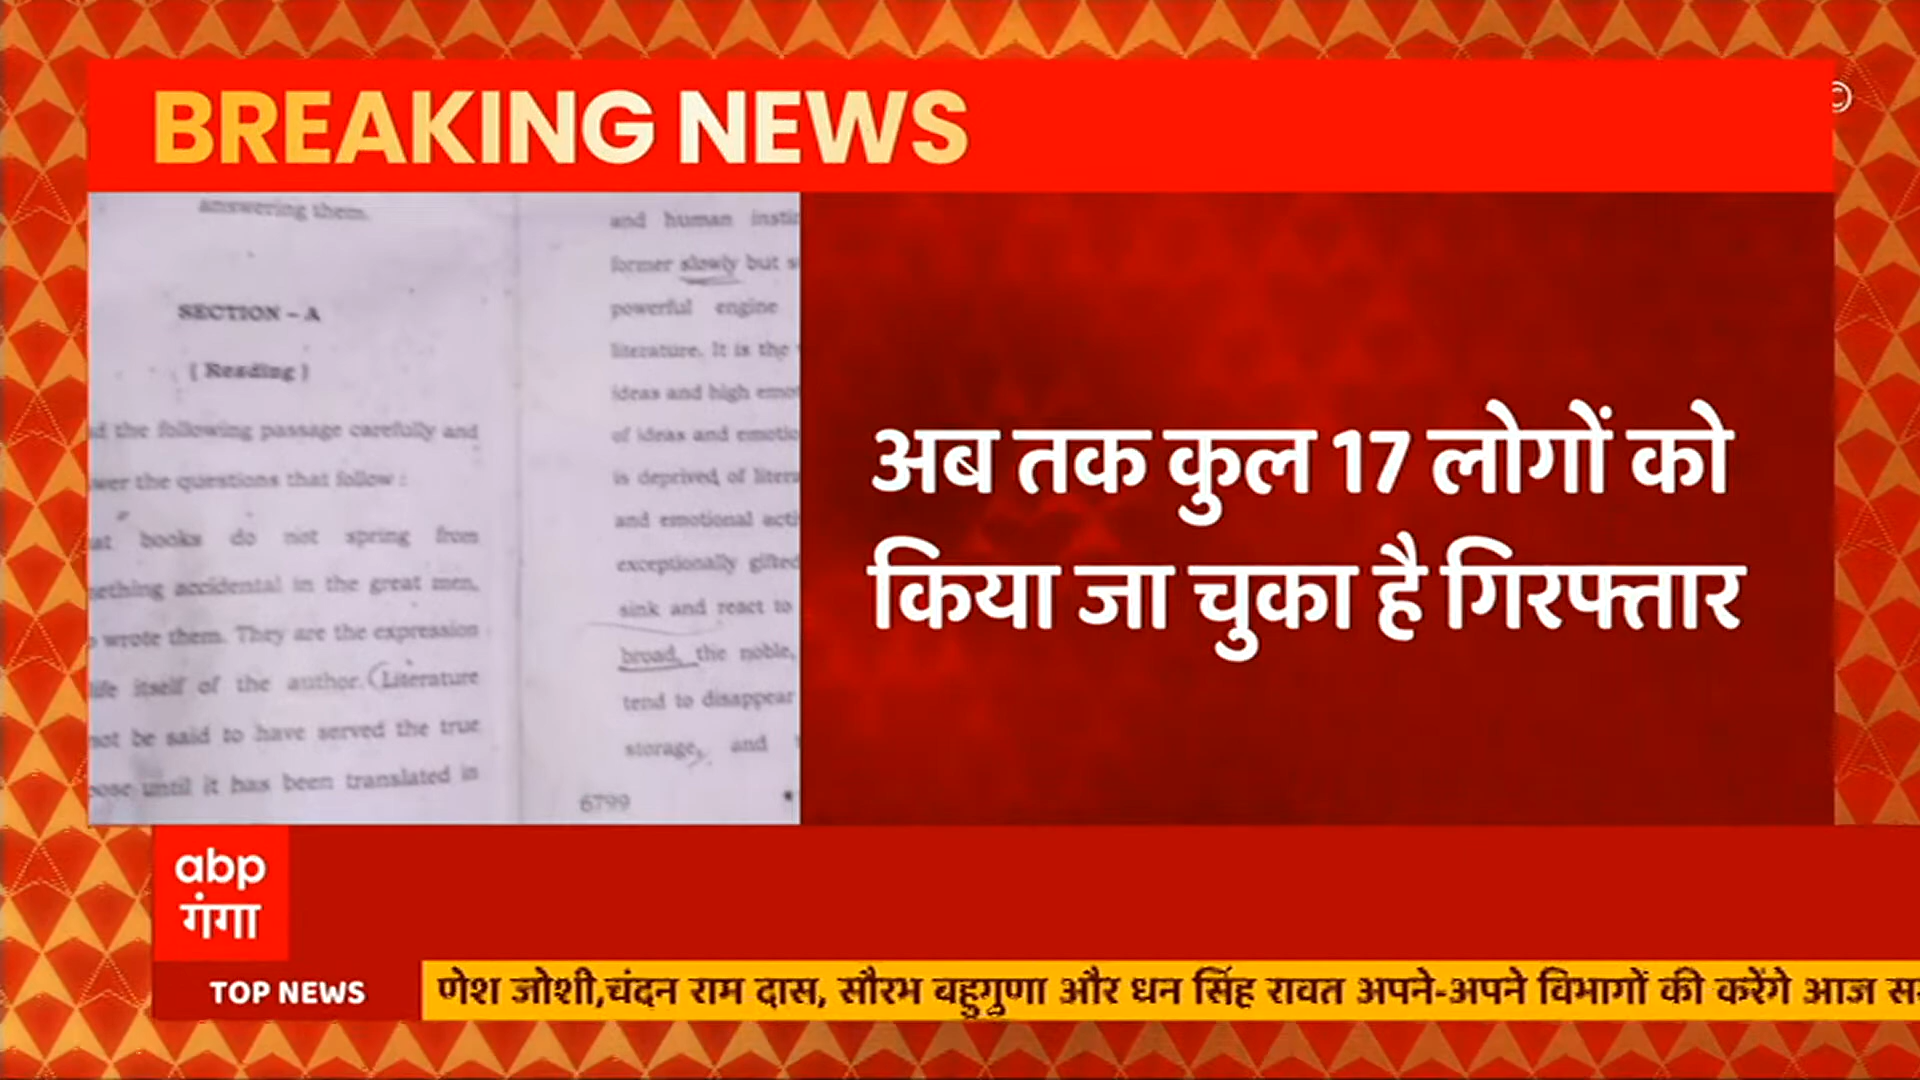 BREAKING NEWS
©
answering them.
SECTION – A
( Reading )
the following passage carefully and
the questions that follow :
books do not spring from
accidental in the great men,
wrote them. They are the expression
itself of the author. (Literature
not be said to have served the true
until it has been translated in
and human
former slowly but
powerful engine
literature. It is the
ideas and high
of ideas and
is deprived of
and emotional
exceptionally gifted
sink and react to
broad, the noble,
tend to disappear
storage, and
6799
अब तक कुल 17 लोगों को
किया जा चुका है गिरफ्तार
abp
गंगा
TOP NEWS
णेश जोशी,चंदन राम दास, सौरभ बहुगुणा और धन सिंह रावत अपने-अपने विभागों की करेंगे आज